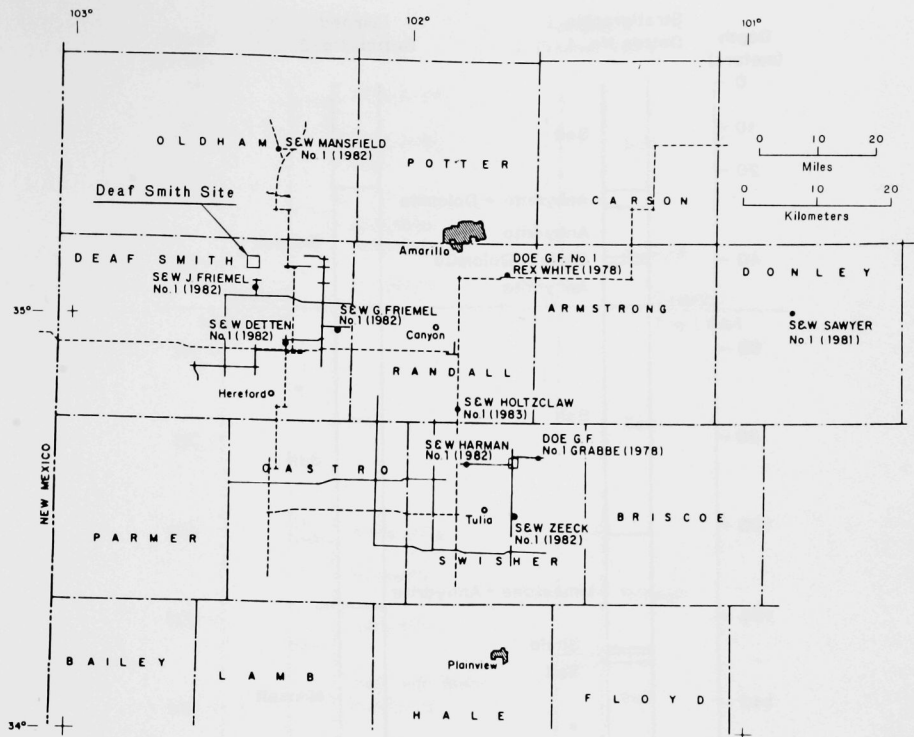 103°
102°
101°
OLDHAM
S&W MANSFIELD
No. 1 (1982)
POTTER
0 10 20
Miles
0 10 20
Kilometers
Deaf Smith Site
CARSON
Amarillo
DEAF SMITH
S&W J. FRIEMEL
No. 1 (1982)
DOE G.F. No. 1
REX WHITE (1978)
DONLEY
ARMSTRONG
35°
S&W G. FRIEMEL
No. 1 (1982)
S&W DETTEN
No. 1 (1982)
Canyon
S&W SAWYER
No. 1 (1981)
RANDALL
Hereford
S&W HOLTZCLAW
No. 1 (1983)
S&W HARMAN
No. 1 (1982)
DOE G.F.
No. 1 GRABBE (1978)
CASTRO
NEW MEXICO
Tulia
BRISCOE
S&W ZEECK
No. 1 (1982)
PARMER
SWISHER
BAILEY
Plainview
LAMB
FLOYD
HALE
34°